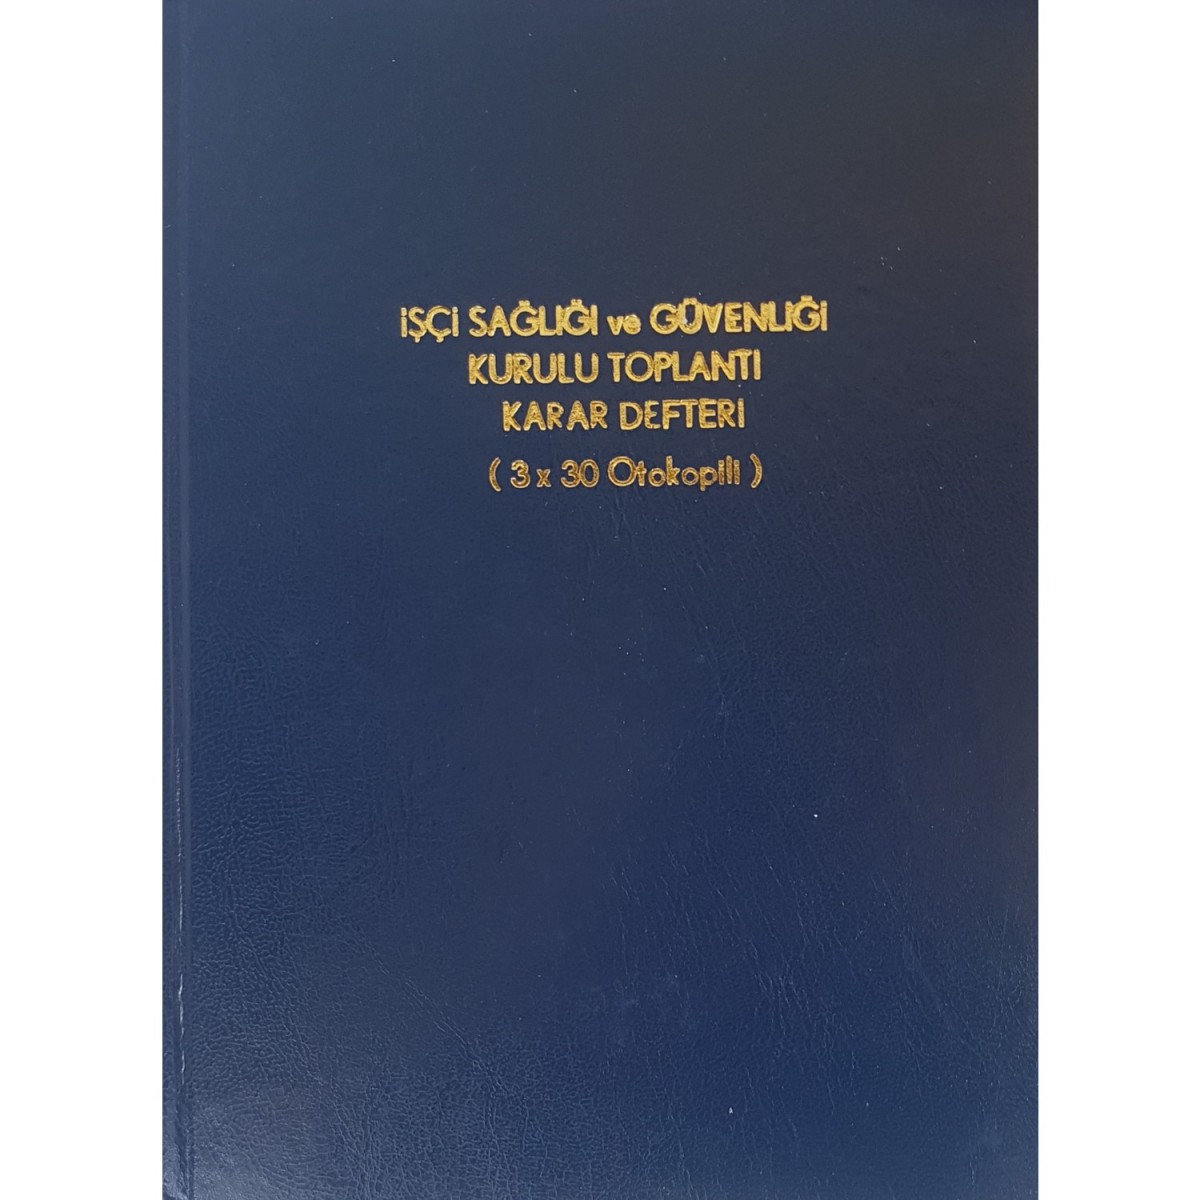 İŞÇİ SAĞLIĞI ve GÜVENLİĞİ
KURULU TOPLANTI
KARAR DEFTERİ
( 3 x 30 Otokopili )